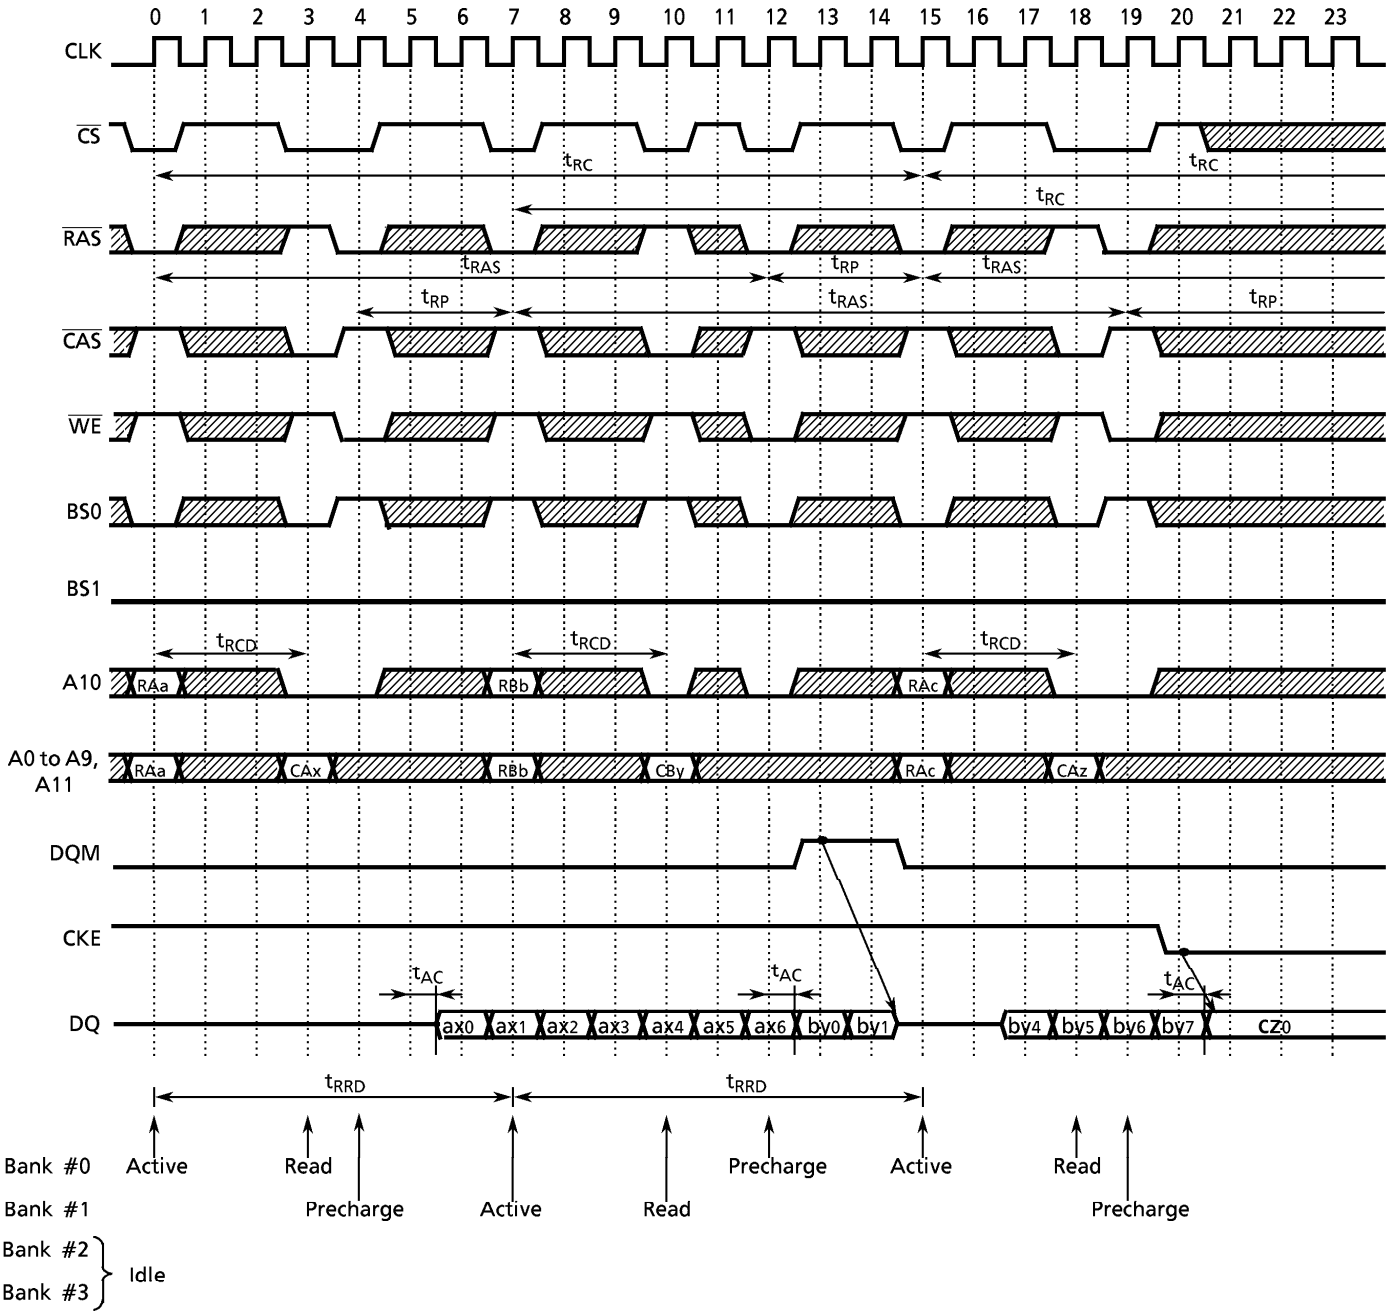 0 1 2 3 4 5 6 7 8 9 10 11 12 13 14 15 16 17 18 19 20 21 22 23
CLK
CS
tRC tRC
tRC
RAS
tRAS tRP tRAS
tRP tRAS tRP
CAS
WE
BS0
BS1
tRCD tRCD tRCD
A10 RAa RBb RAc
A0 to A9,
A11
RAa CAx RBb CBy RAc CAz
DQM
CKE
tAC tAC tAC
DQ ax0 ax1 ax2 ax3 ax4 ax5 ax6 by0 by1 by4 by5 by6 by7 CZ0
tRRD tRRD
Bank #0 Active Read Precharge Active Read
Bank #1 Precharge Active Read Precharge
Bank #2
Idle
Bank #3